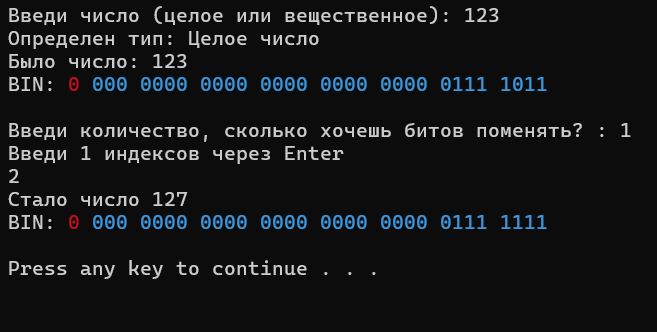 Введи число (целое или вещественное): 123
Определен тип: Целое число
Было число: 123
BIN: 0 000 0000 0000 0000 0000 0000 0111 1011
Введи количество, сколько хочешь битов поменять? : 1
Введи 1 индексов через Enter
2
Стало число 127
BIN: 0 000 0000 0000 0000 0000 0000 0111 1111
Press any key to continue . . .